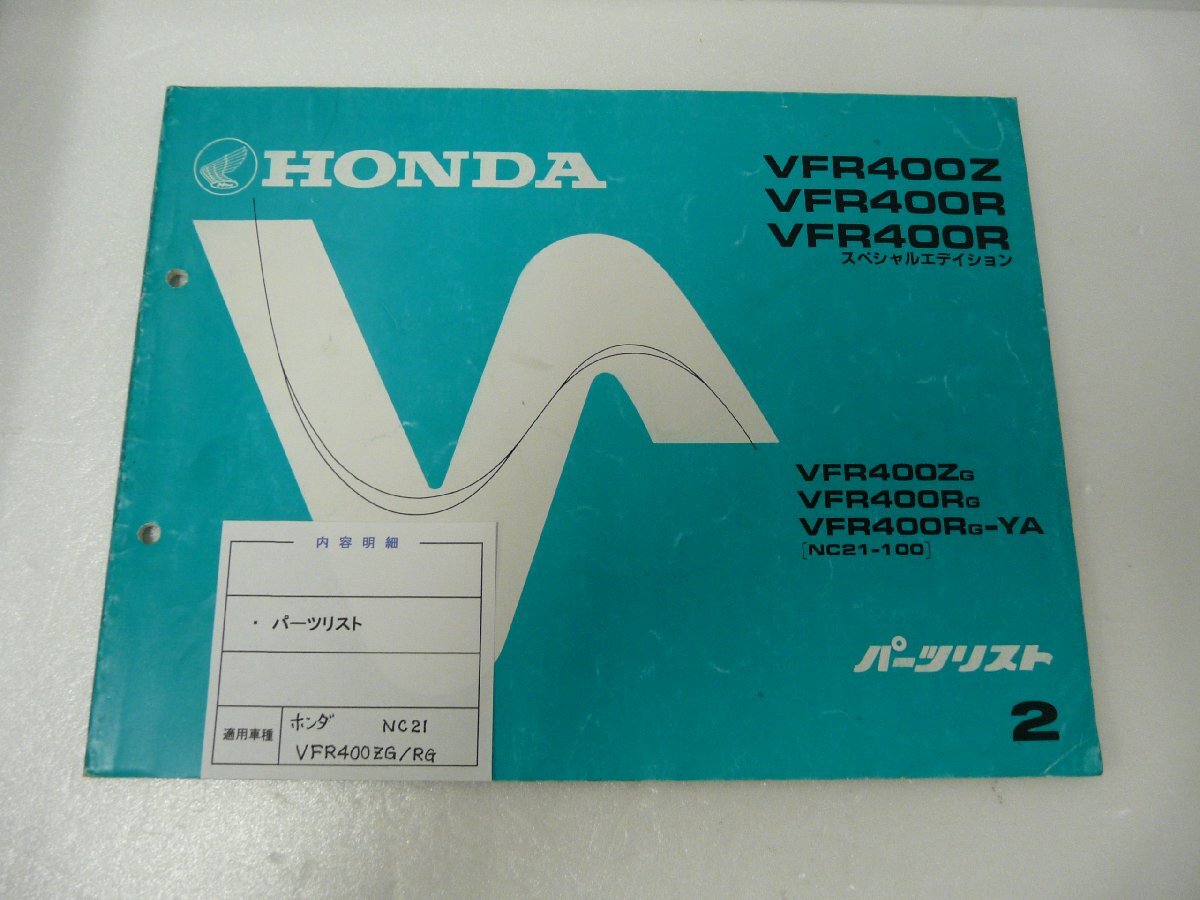 HONDA
VFR400Z
VFR400R
VFR400R
スペシャルエデイション
VFR400ZG
VFR400RG
VFR400RG-YA
[NC21-100]
パーツリスト
2
内容明細
・パーツリスト
適用車種
ホンダ NC21
VFR400ZG/RG